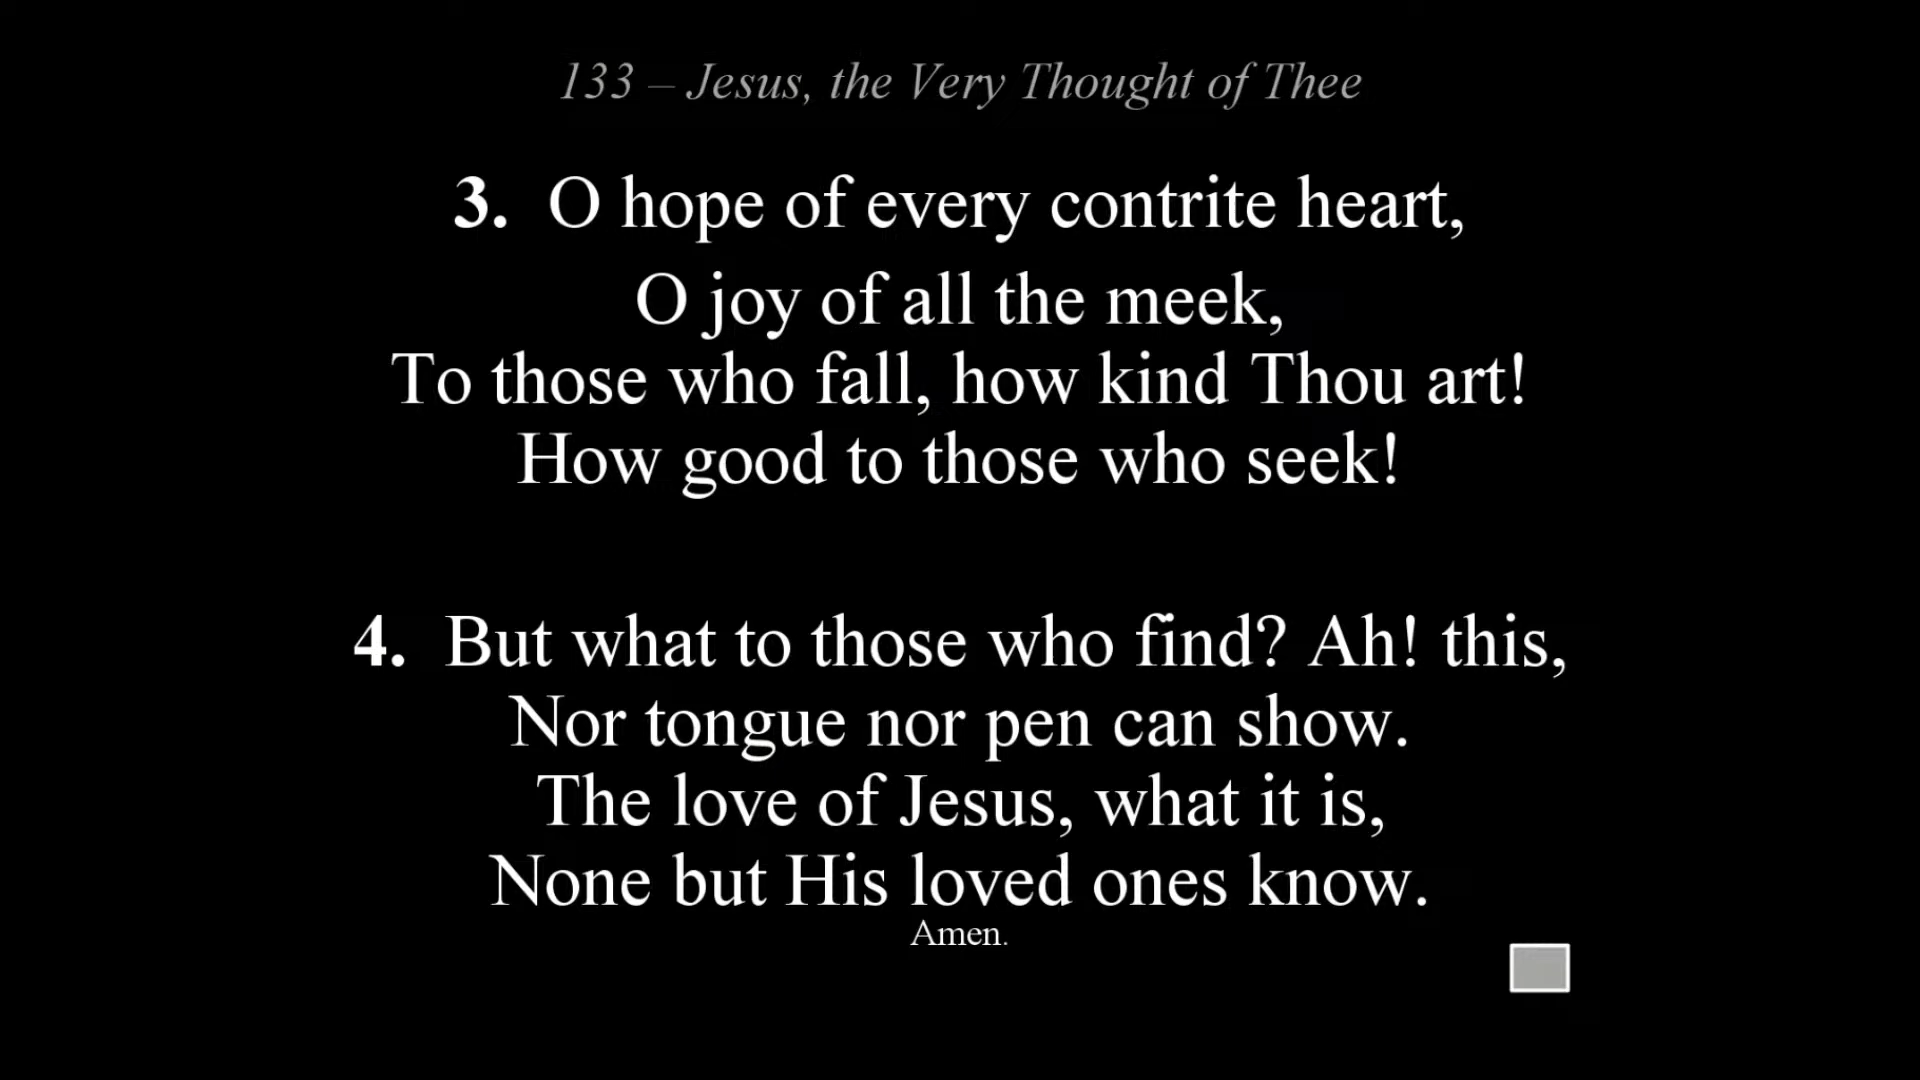 133 – Jesus, the Very Thought of Thee
3. O hope of every contrite heart,
O joy of all the meek,
To those who fall, how kind Thou art!
How good to those who seek!
4. But what to those who find? Ah! this,
Nor tongue nor pen can show.
The love of Jesus, what it is,
None but His loved ones know.
Amen.